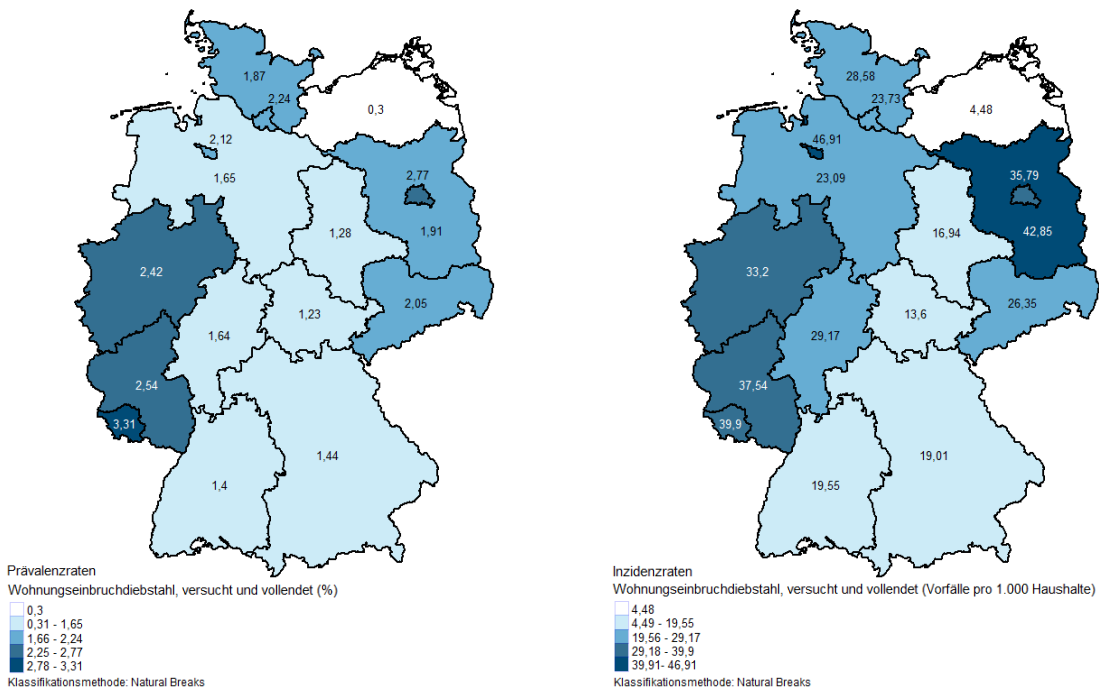 1,87
2,24
0,3
2,12
1,65
2,77
1,91
1,28
2,42
2,05
1,23
1,64
2,54
3,31
1,44
1,4
Prävalenzraten
Wohnungseinbruchdiebstahl, versucht und vollendet (%)
0,3
0,31 - 1,65
1,66 - 2,24
2,25 - 2,77
2,78 - 3,31
Klassifikationsmethode: Natural Breaks
28,58
23,73
4,48
46,91
23,09
35,79
42,85
16,94
33,2
26,35
13,6
29,17
37,54
39,9
19,01
19,55
Inzidenzraten
Wohnungseinbruchdiebstahl, versucht und vollendet (Vorfälle pro 1.000 Haushalte)
4,48
4,49 - 19,55
19,56 - 29,17
29,18 - 39,9
39,91- 46,91
Klassifikationsmethode: Natural Breaks